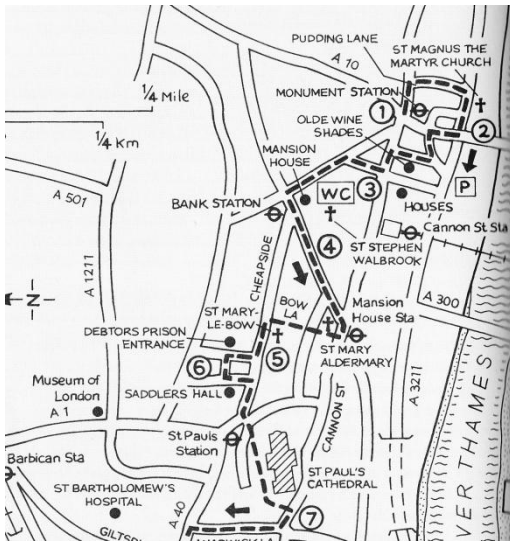 PUDDING LANE
ST MAGNUS THE
MARTYR CHURCH
A 10
MONUMENT STATION
1
2
OLDE WINE
SHADES
1/4 Mile
1/4 Km
MANSION
HOUSE
WC
3
P
A 501
BANK STATION
HOUSES
Cannon St Sta
4
ST STEPHEN
WALBROOK
N
A 1211
CHEAPSIDE
BOW
LA
Mansion
House Sta
A 300
ST MARY-
LE-BOW
DEBTORS PRISON
ENTRANCE
5
ST MARY
ALDERMARY
6
A 3211
Museum of
London
SADDLERS HALL
A 1
CANNON ST
St Pauls
Station
VER THAMES
Barbican Sta
ST PAUL'S
CATHEDRAL
ST BARTHOLOMEW'S
HOSPITAL
A 40
7
GILTS